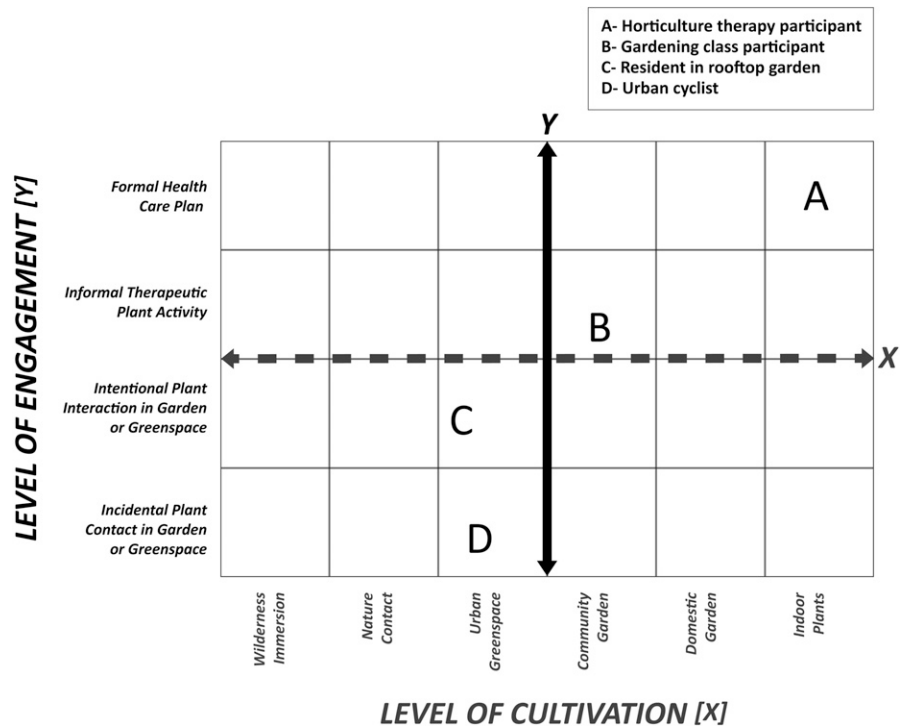 A- Horticulture therapy participant
B- Gardening class participant
C- Resident in rooftop garden
D- Urban cyclist
Y
LEVEL OF ENGAGEMENT [Y]
Formal Health
Care Plan
A
Informal Therapeutic
Plant Activity
B
X
Intentional Plant
Interaction in Garden
or Greenspace
C
Incidental Plant
Contact in Garden
or Greenspace
D
Wilderness
Immersion
Nature
Contact
Urban
Greenspace
Community
Garden
Domestic
Garden
Indoor
Plants
LEVEL OF CULTIVATION [X]